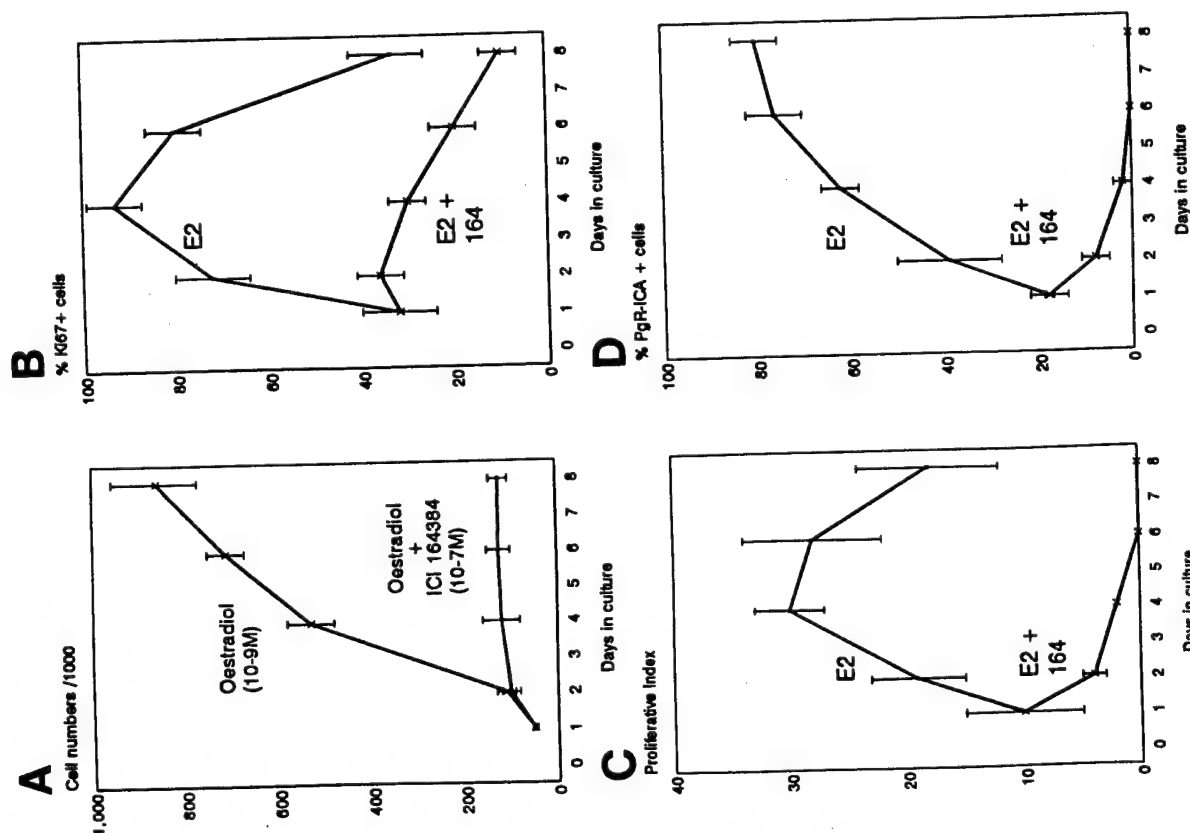 A
Cell numbers /1000
1,000
800
600
400
200
0
Oestradiol
(10-9M)
Oestradiol
+
ICI 164384
(10-7M)
0 1 2 3 4 5 6 7 8
Days in culture
B
% Ki67+ cells
100
80
60
40
20
0
E2
E2 +
164
0 1 2 3 4 5 6 7 8
Days in culture
C
Proliferative Index
40
30
20
10
0
E2
E2 +
164
0 1 2 3 4 5 6 7 8
Days in culture
D
% PgR-ICA + cells
100
80
60
40
20
0
E2
E2 +
164
0 1 2 3 4 5 6 7 8
Days in culture